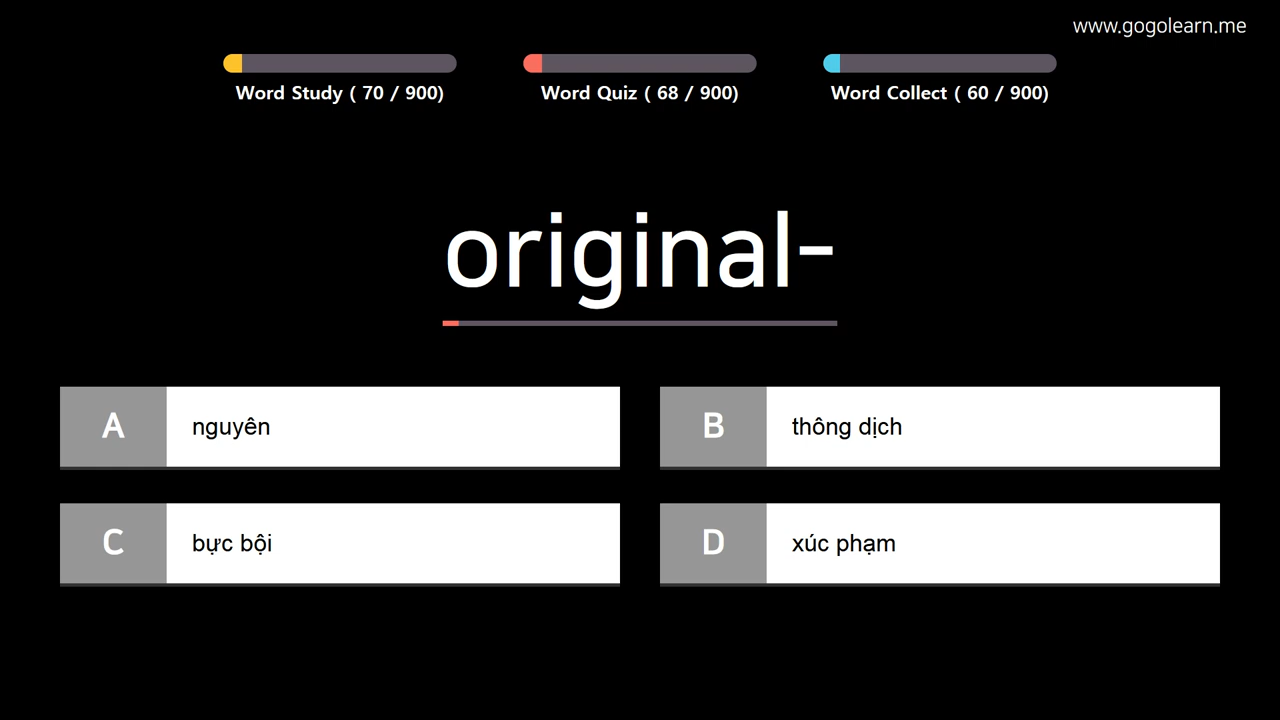 www.gogolearn.me
Word Study ( 70 / 900)
Word Quiz ( 68 / 900)
Word Collect ( 60 / 900)
original-
A
nguyên
B
thông dịch
C
bực bội
D
xúc phạm